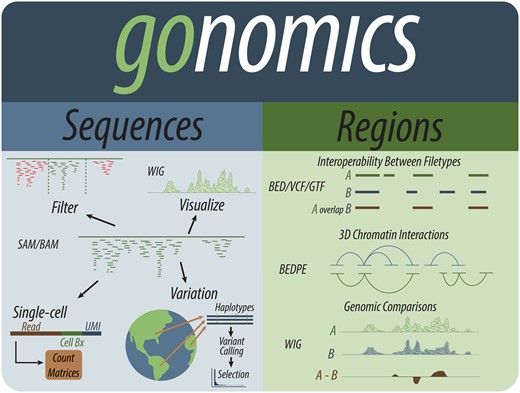 gonomics
Sequences
WIG
Filter
Visualize
SAM/BAM
Single-cell
Read
UMI
Cell Bx
Count
Matrices
Variation
Haplotypes
Variant
Calling
Selection
Regions
Interoperability Between Filetypes
A
BED/VCF/GTF
B
A overlap B
3D Chromatin Interactions
BEDPE
Genomic Comparisons
A
WIG
B
A - B